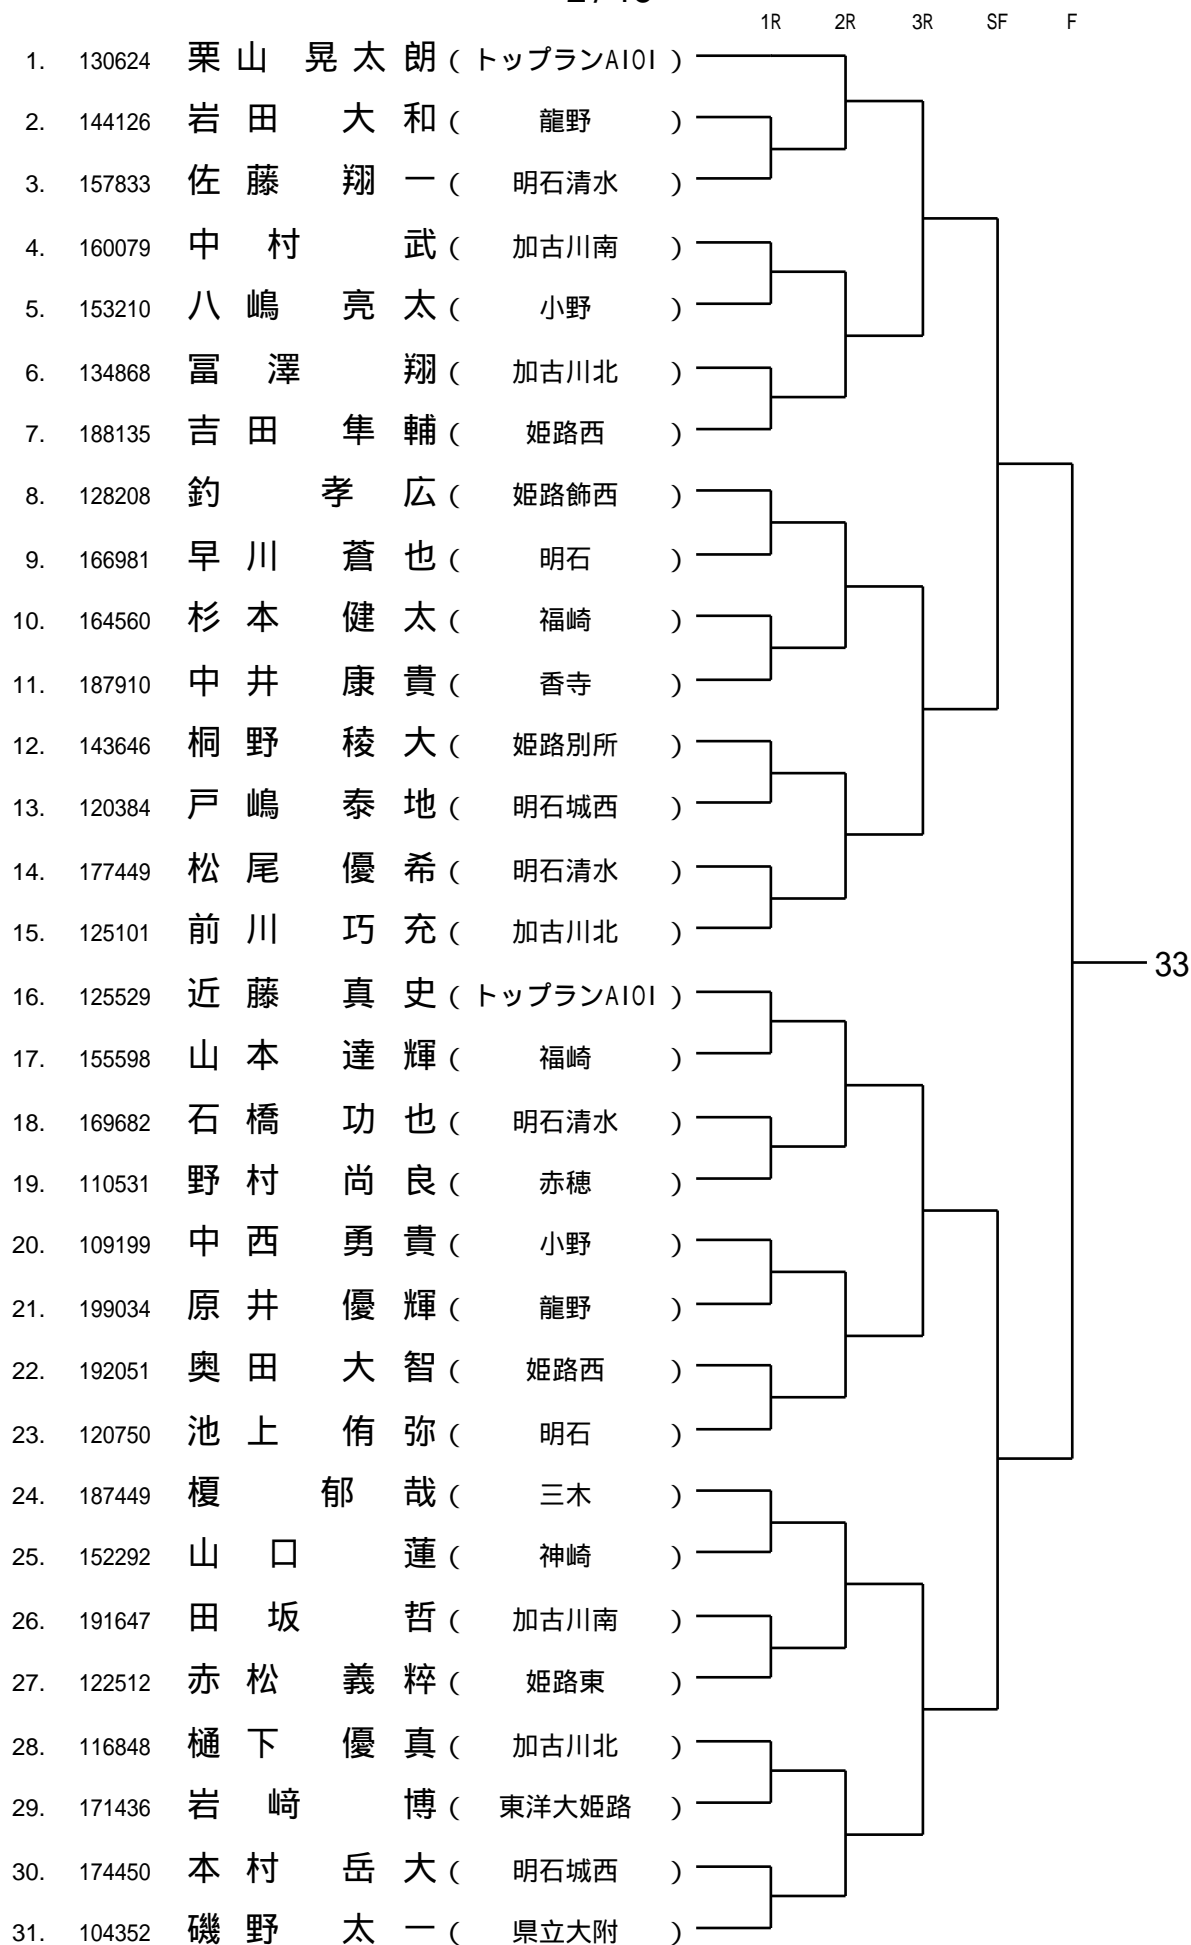 1R 2R 3R SF F
1. 130624 栗山 晃太朗 ( トップランAIOI )
2. 144126 岩田 大和 ( 龍野 )
3. 157833 佐藤 翔一 ( 明石清水 )
4. 160079 中村 武 ( 加古川南 )
5. 153210 八嶋 亮太 ( 小野 )
6. 134868 冨澤 翔 ( 加古川北 )
7. 188135 吉田 隼輔 ( 姫路西 )
8. 128208 釣 孝広 ( 姫路飾西 )
9. 166981 早川 蒼也 ( 明石 )
10. 164560 杉本 健太 ( 福崎 )
11. 187910 中井 康貴 ( 香寺 )
12. 143646 桐野 稜大 ( 姫路別所 )
13. 120384 戸嶋 泰地 ( 明石城西 )
14. 177449 松尾 優希 ( 明石清水 )
15. 125101 前川 巧充 ( 加古川北 )
33
16. 125529 近藤 真史 ( トップランAIOI )
17. 155598 山本 達輝 ( 福崎 )
18. 169682 石橋 功也 ( 明石清水 )
19. 110531 野村 尚良 ( 赤穂 )
20. 109199 中西 勇貴 ( 小野 )
21. 199034 原井 優輝 ( 龍野 )
22. 192051 奥田 大智 ( 姫路西 )
23. 120750 池上 侑弥 ( 明石 )
24. 187449 榎 郁哉 ( 三木 )
25. 152292 山口 蓮 ( 神崎 )
26. 191647 田坂 哲 ( 加古川南 )
27. 122512 赤松 義粹 ( 姫路東 )
28. 116848 樋下 優真 ( 加古川北 )
29. 171436 岩﨑 博 ( 東洋大姫路 )
30. 174450 本村 岳大 ( 明石城西 )
31. 104352 磯野 太一 ( 県立大附 )